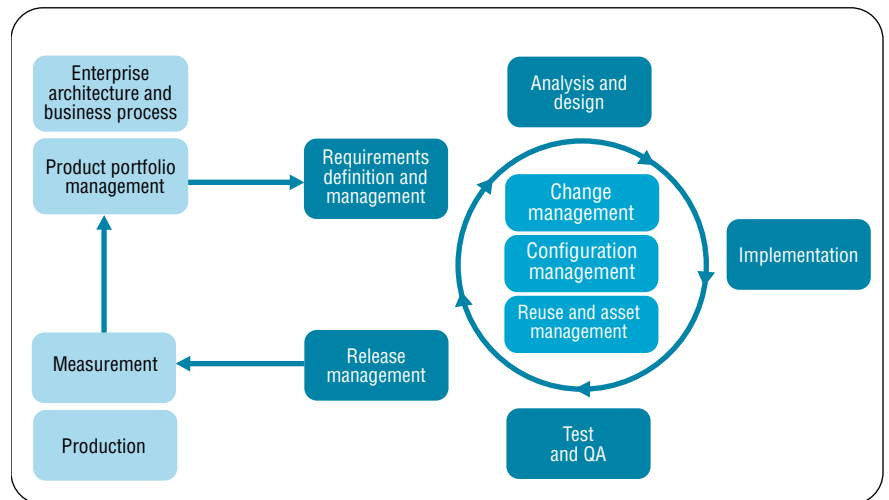 Enterprise
architecture and
business process
Product portfolio
management
Requirements
definition and
management
Analysis and
design
Change
management
Configuration
management
Reuse and asset
management
Implementation
Measurement
Release
management
Production
Test
and QA